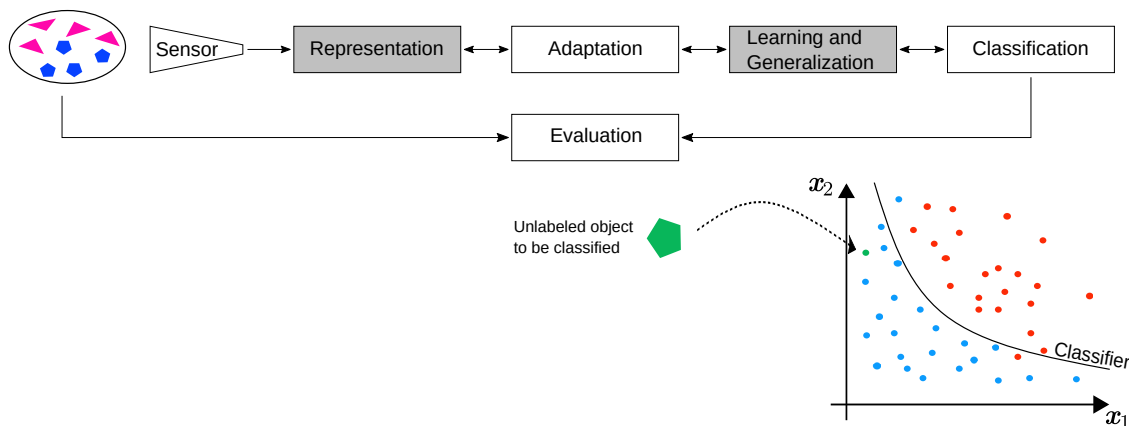 Sensor
Representation
Adaptation
Learning and
Generalization
Classification
Evaluation
Unlabeled object
to be classified
x₂
Classifier
x₁